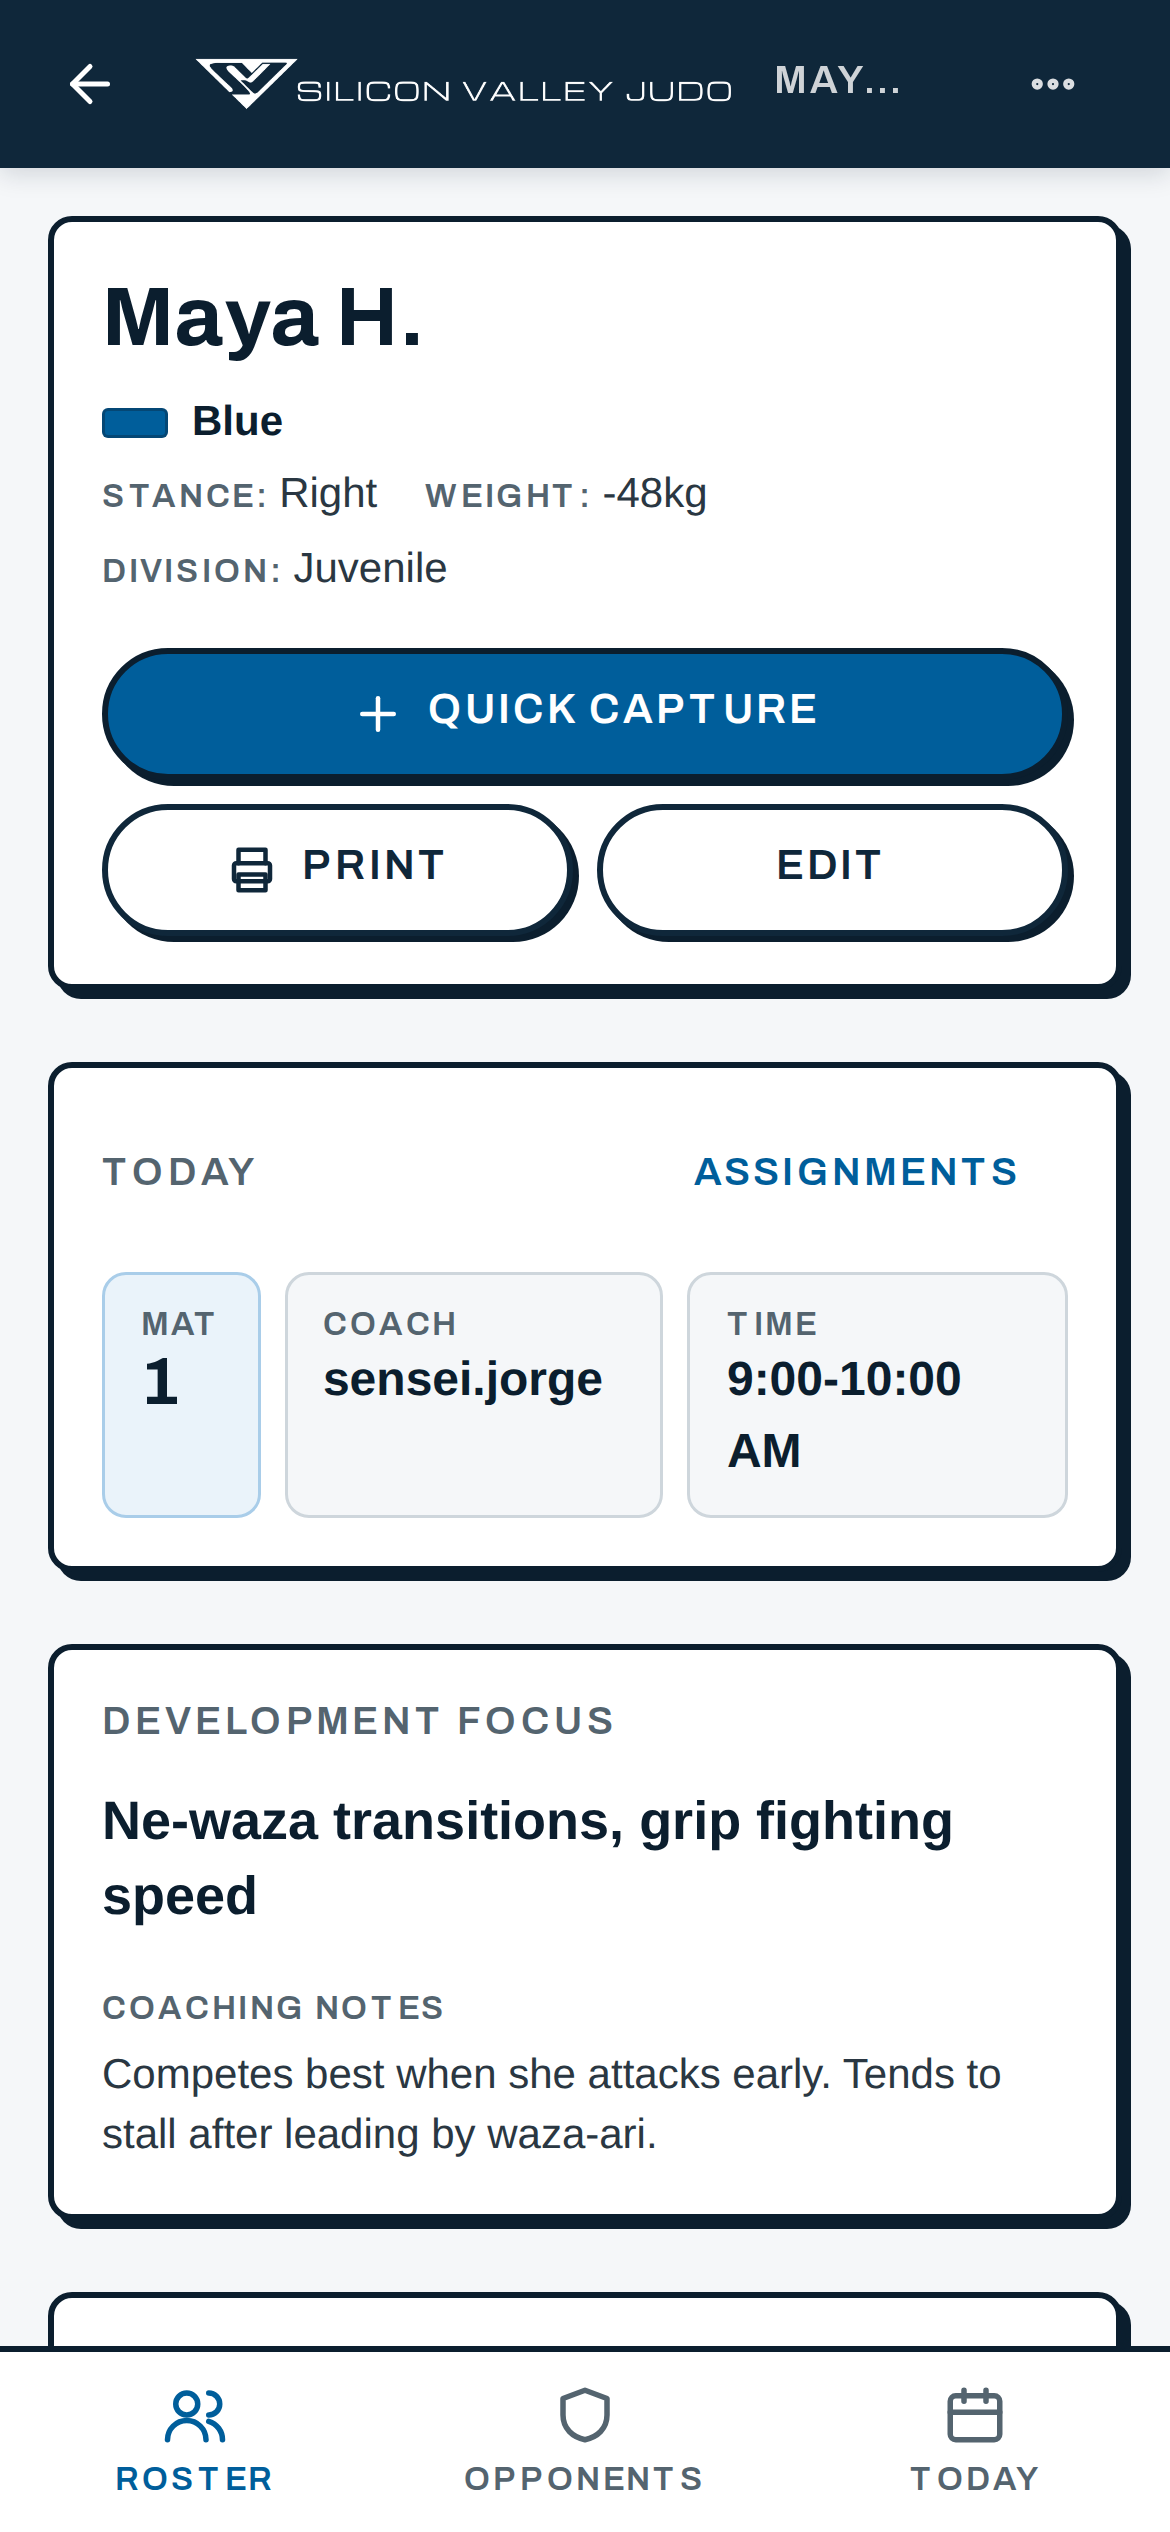 SILICON VALLEY JUDO MAY...
Maya H.
Blue
STANCE: Right WEIGHT: -48kg
DIVISION: Juvenile
QUICK CAPTURE
PRINT EDIT
TODAY ASSIGNMENTS
MAT COACH TIME
1 sensei.jorge 9:00-10:00
AM
DEVELOPMENT FOCUS
Ne-waza transitions, grip fighting
speed
COACHING NOTES
Competes best when she attacks early. Tends to
stall after leading by waza-ari.
ROSTER OPPONENTS TODAY